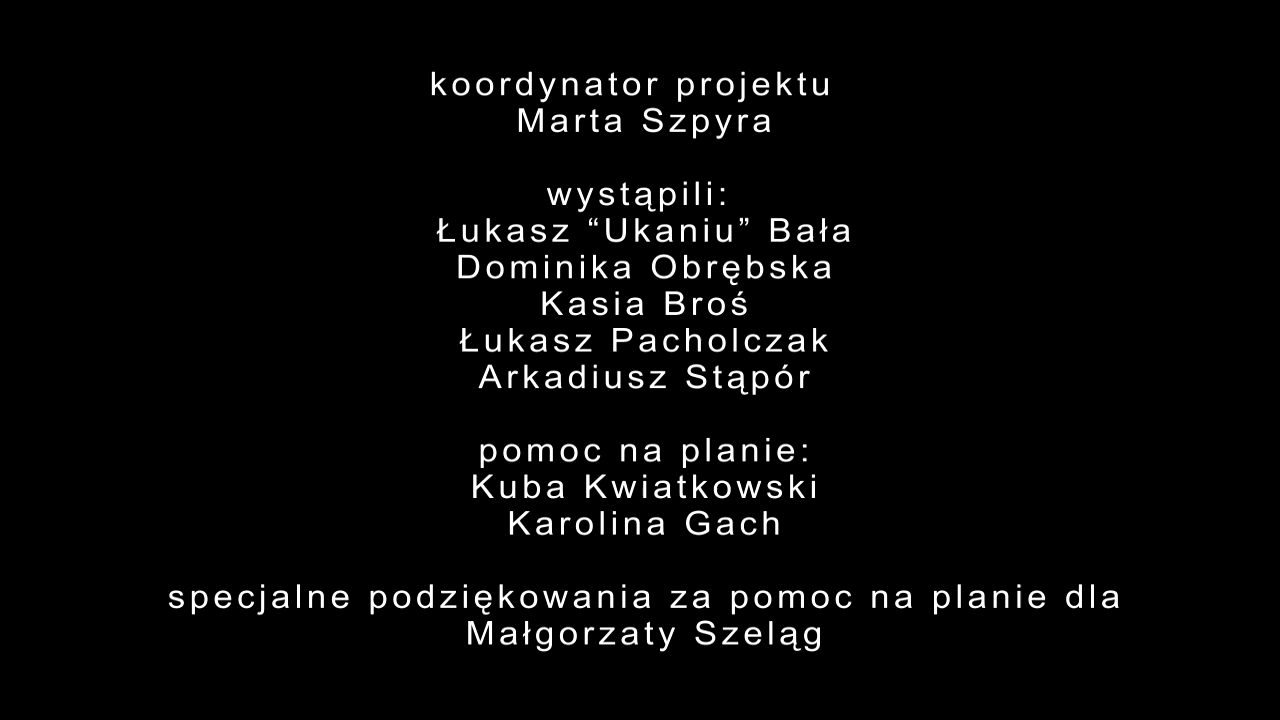 koordynator projektu
Marta Szpyra
wystąpili:
Łukasz “Ukaniu” Bała
Dominika Obrębska
Kasia Broś
Łukasz Pacholczak
Arkadiusz Stąpór
pomoc na planie:
Kuba Kwiatkowski
Karolina Gach
specjalne podziękowania za pomoc na planie dla
Małgorzaty Szeląg